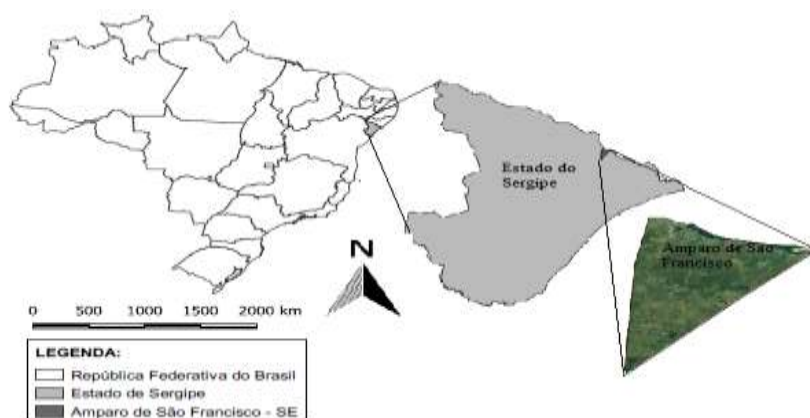 Estado do
Sergipe
Amparo de São
Francisco
N
0 500 1000 1500 2000 km
LEGENDA:
República Federativa do Brasil
Estado de Sergipe
Amparo de São Francisco - SE